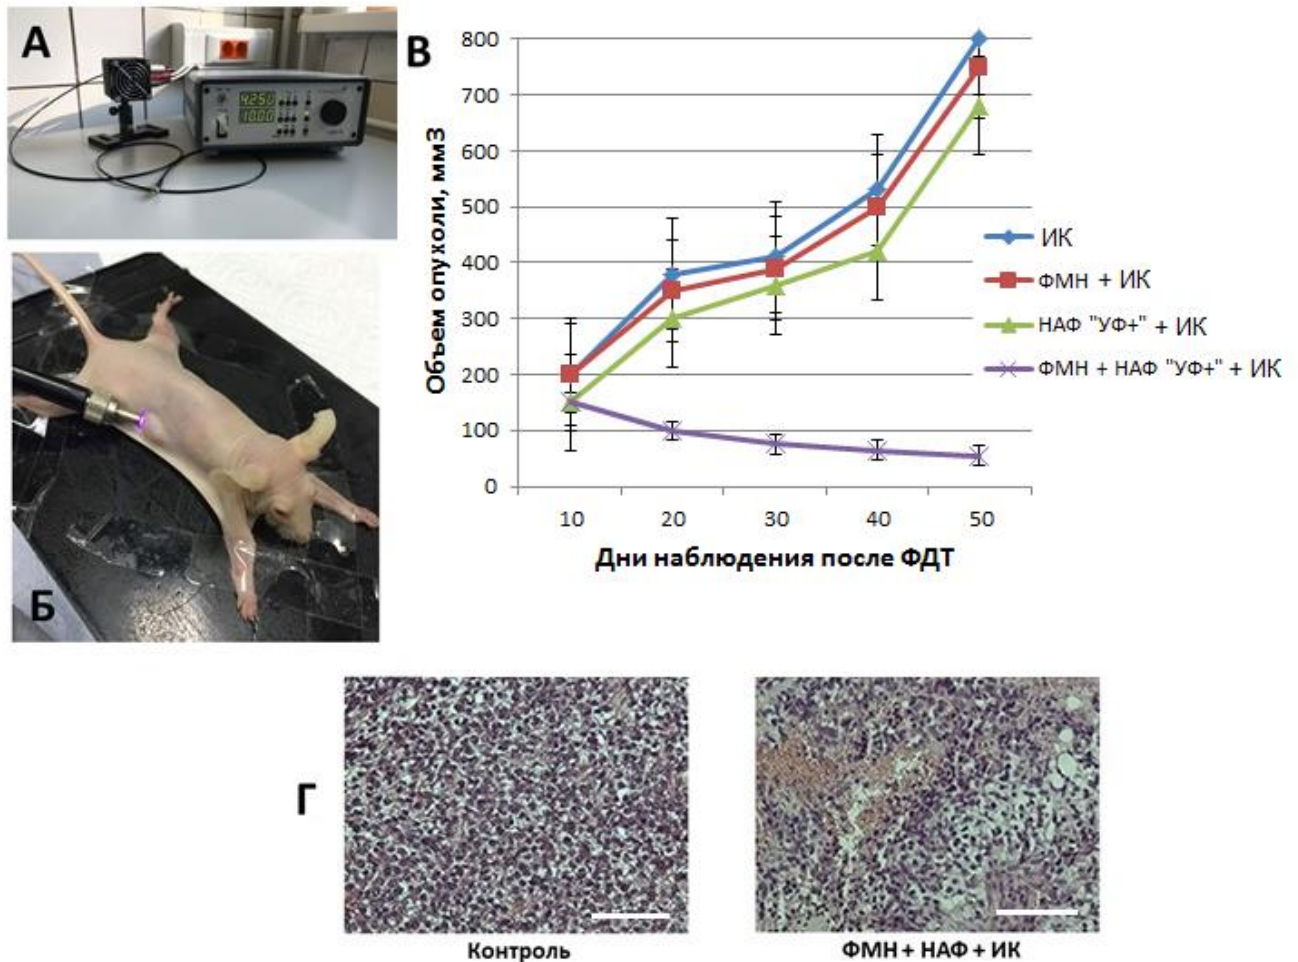 А
4250
1000
Б
В
Объем опухоли, мм3
800
700
600
500
400
300
200
100
0
10 20 30 40 50
Дни наблюдения после ФДТ
ИК
ФМН + ИК
НАФ "УФ+" + ИК
ФМН + НАФ "УФ+" + ИК
Г
Контроль
ФМН + НАФ + ИК